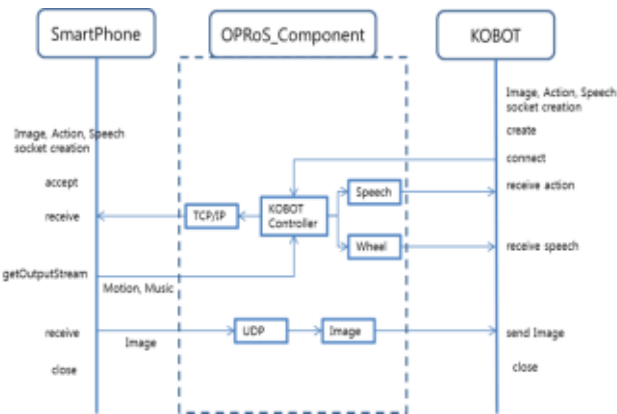 SmartPhone
OPRoS_Component
KOBOT
Image, Action, Speech
socket creation
create
connect
receive action
receive speech
send Image
close
Image, Action, Speech
socket creation
accept
receive
getOutputStream
Motion, Music
receive
Image
close
TCP/IP
KOBOT
Controller
Speech
Wheel
UDP
Image